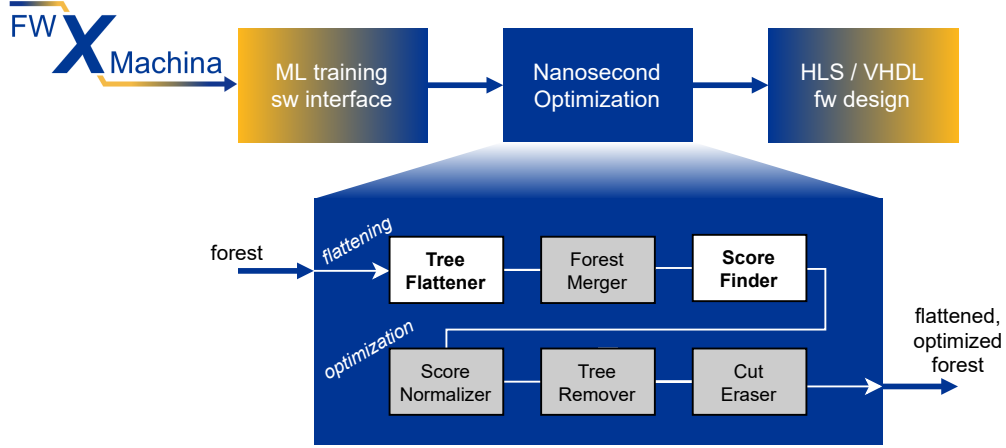 FW
X
Machina
ML training
sw interface
Nanosecond
Optimization
HLS / VHDL
fw design
forest
flattening
Tree
Flattener
Forest
Merger
Score
Finder
optimization
Score
Normalizer
Tree
Remover
Cut
Eraser
flattened,
optimized
forest